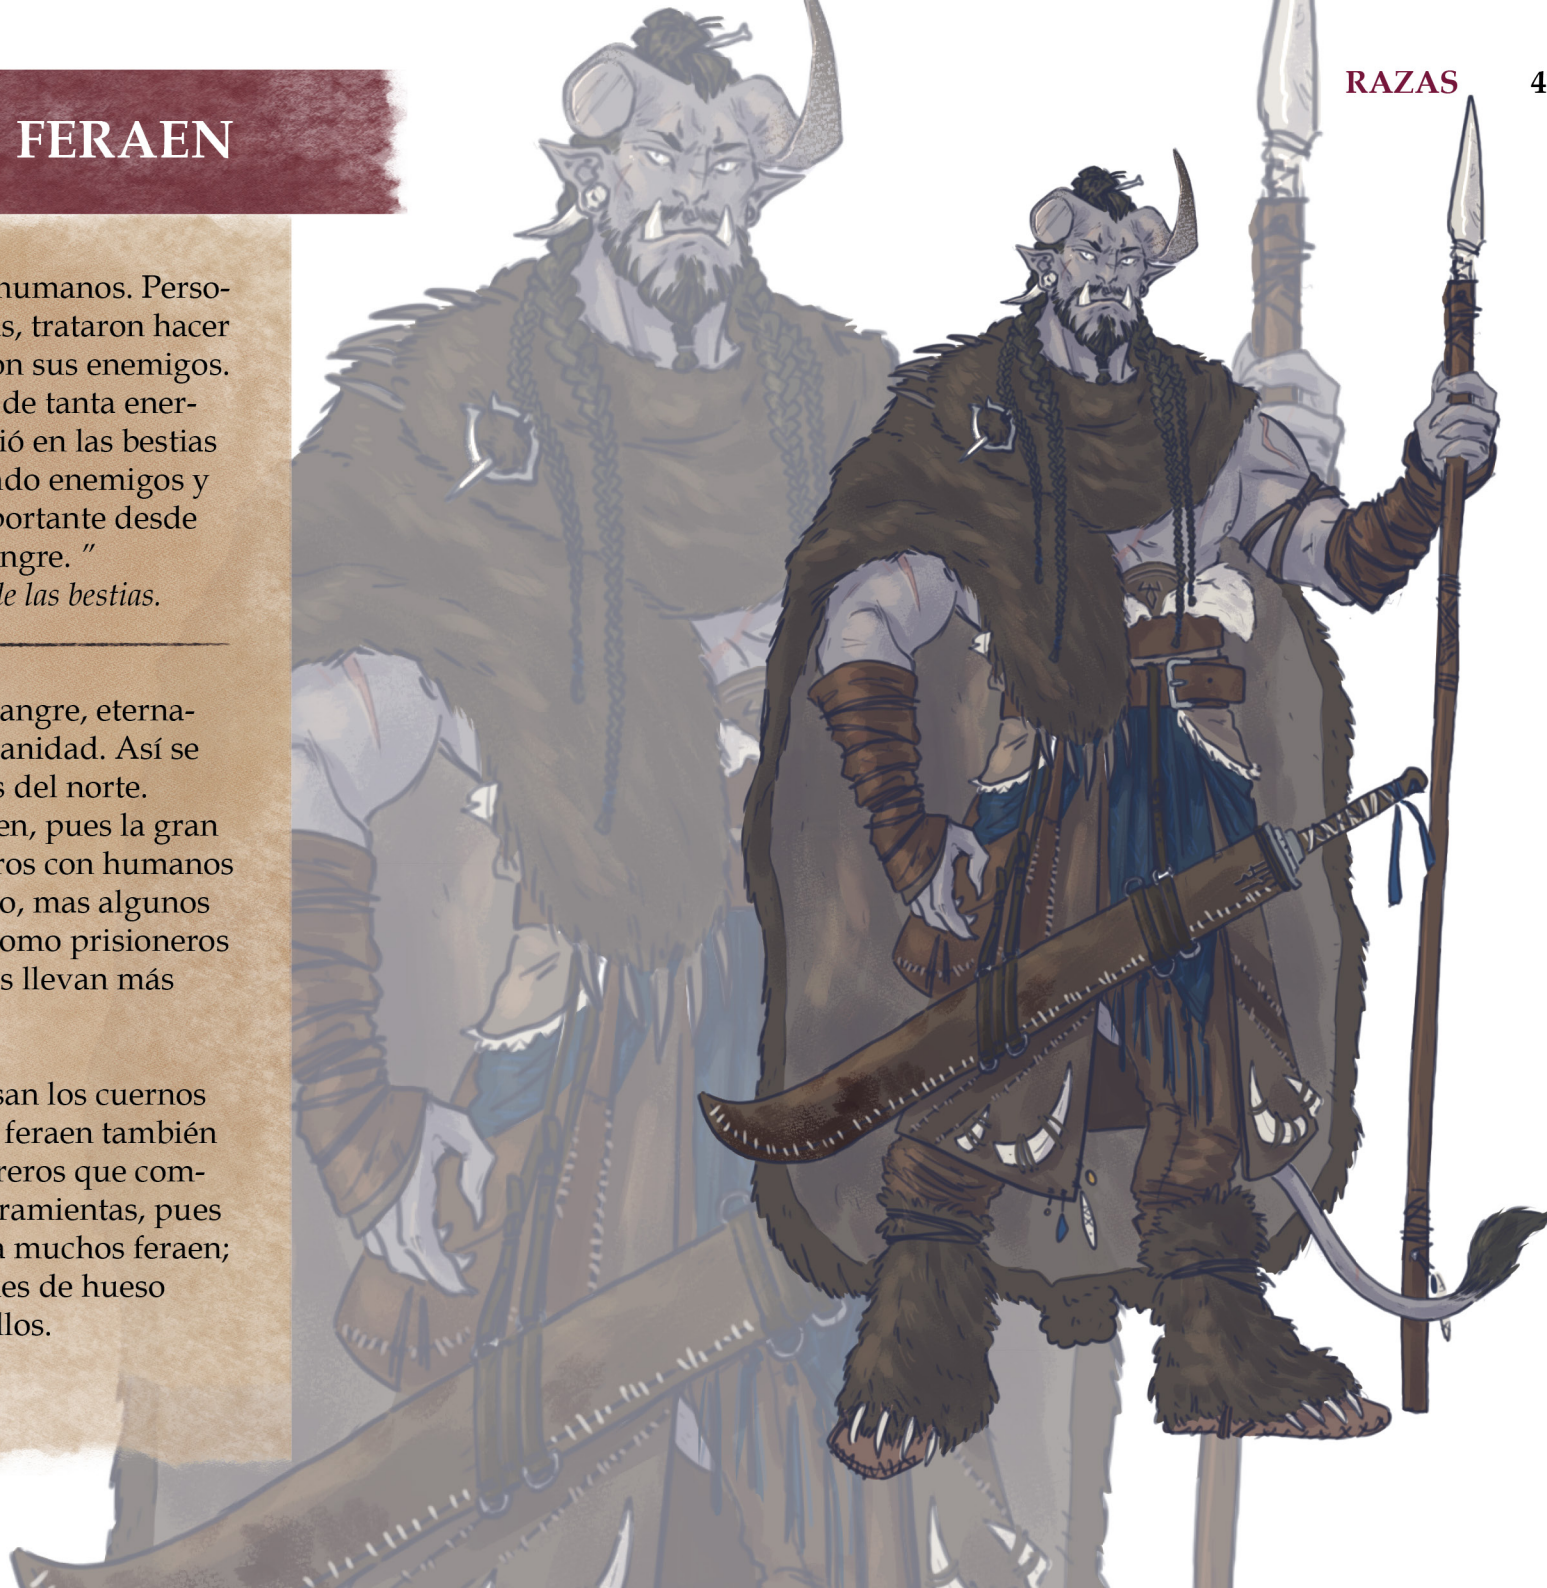 RAZAS 4
FERAEN
humanos. Perso-
s, trataron hacer
on sus enemigos.
de tanta ener-
ió en las bestias
ndo enemigos y
portante desde
ngre. ”
de las bestias.
angre, eterna-
anidad. Así se
s del norte.
en, pues la gran
ros con humanos
o, mas algunos
omo prisioneros
s llevan más
san los cuernos
feraen también
reros que com-
ramientas, pues
a muchos feraen;
es de hueso
llos.